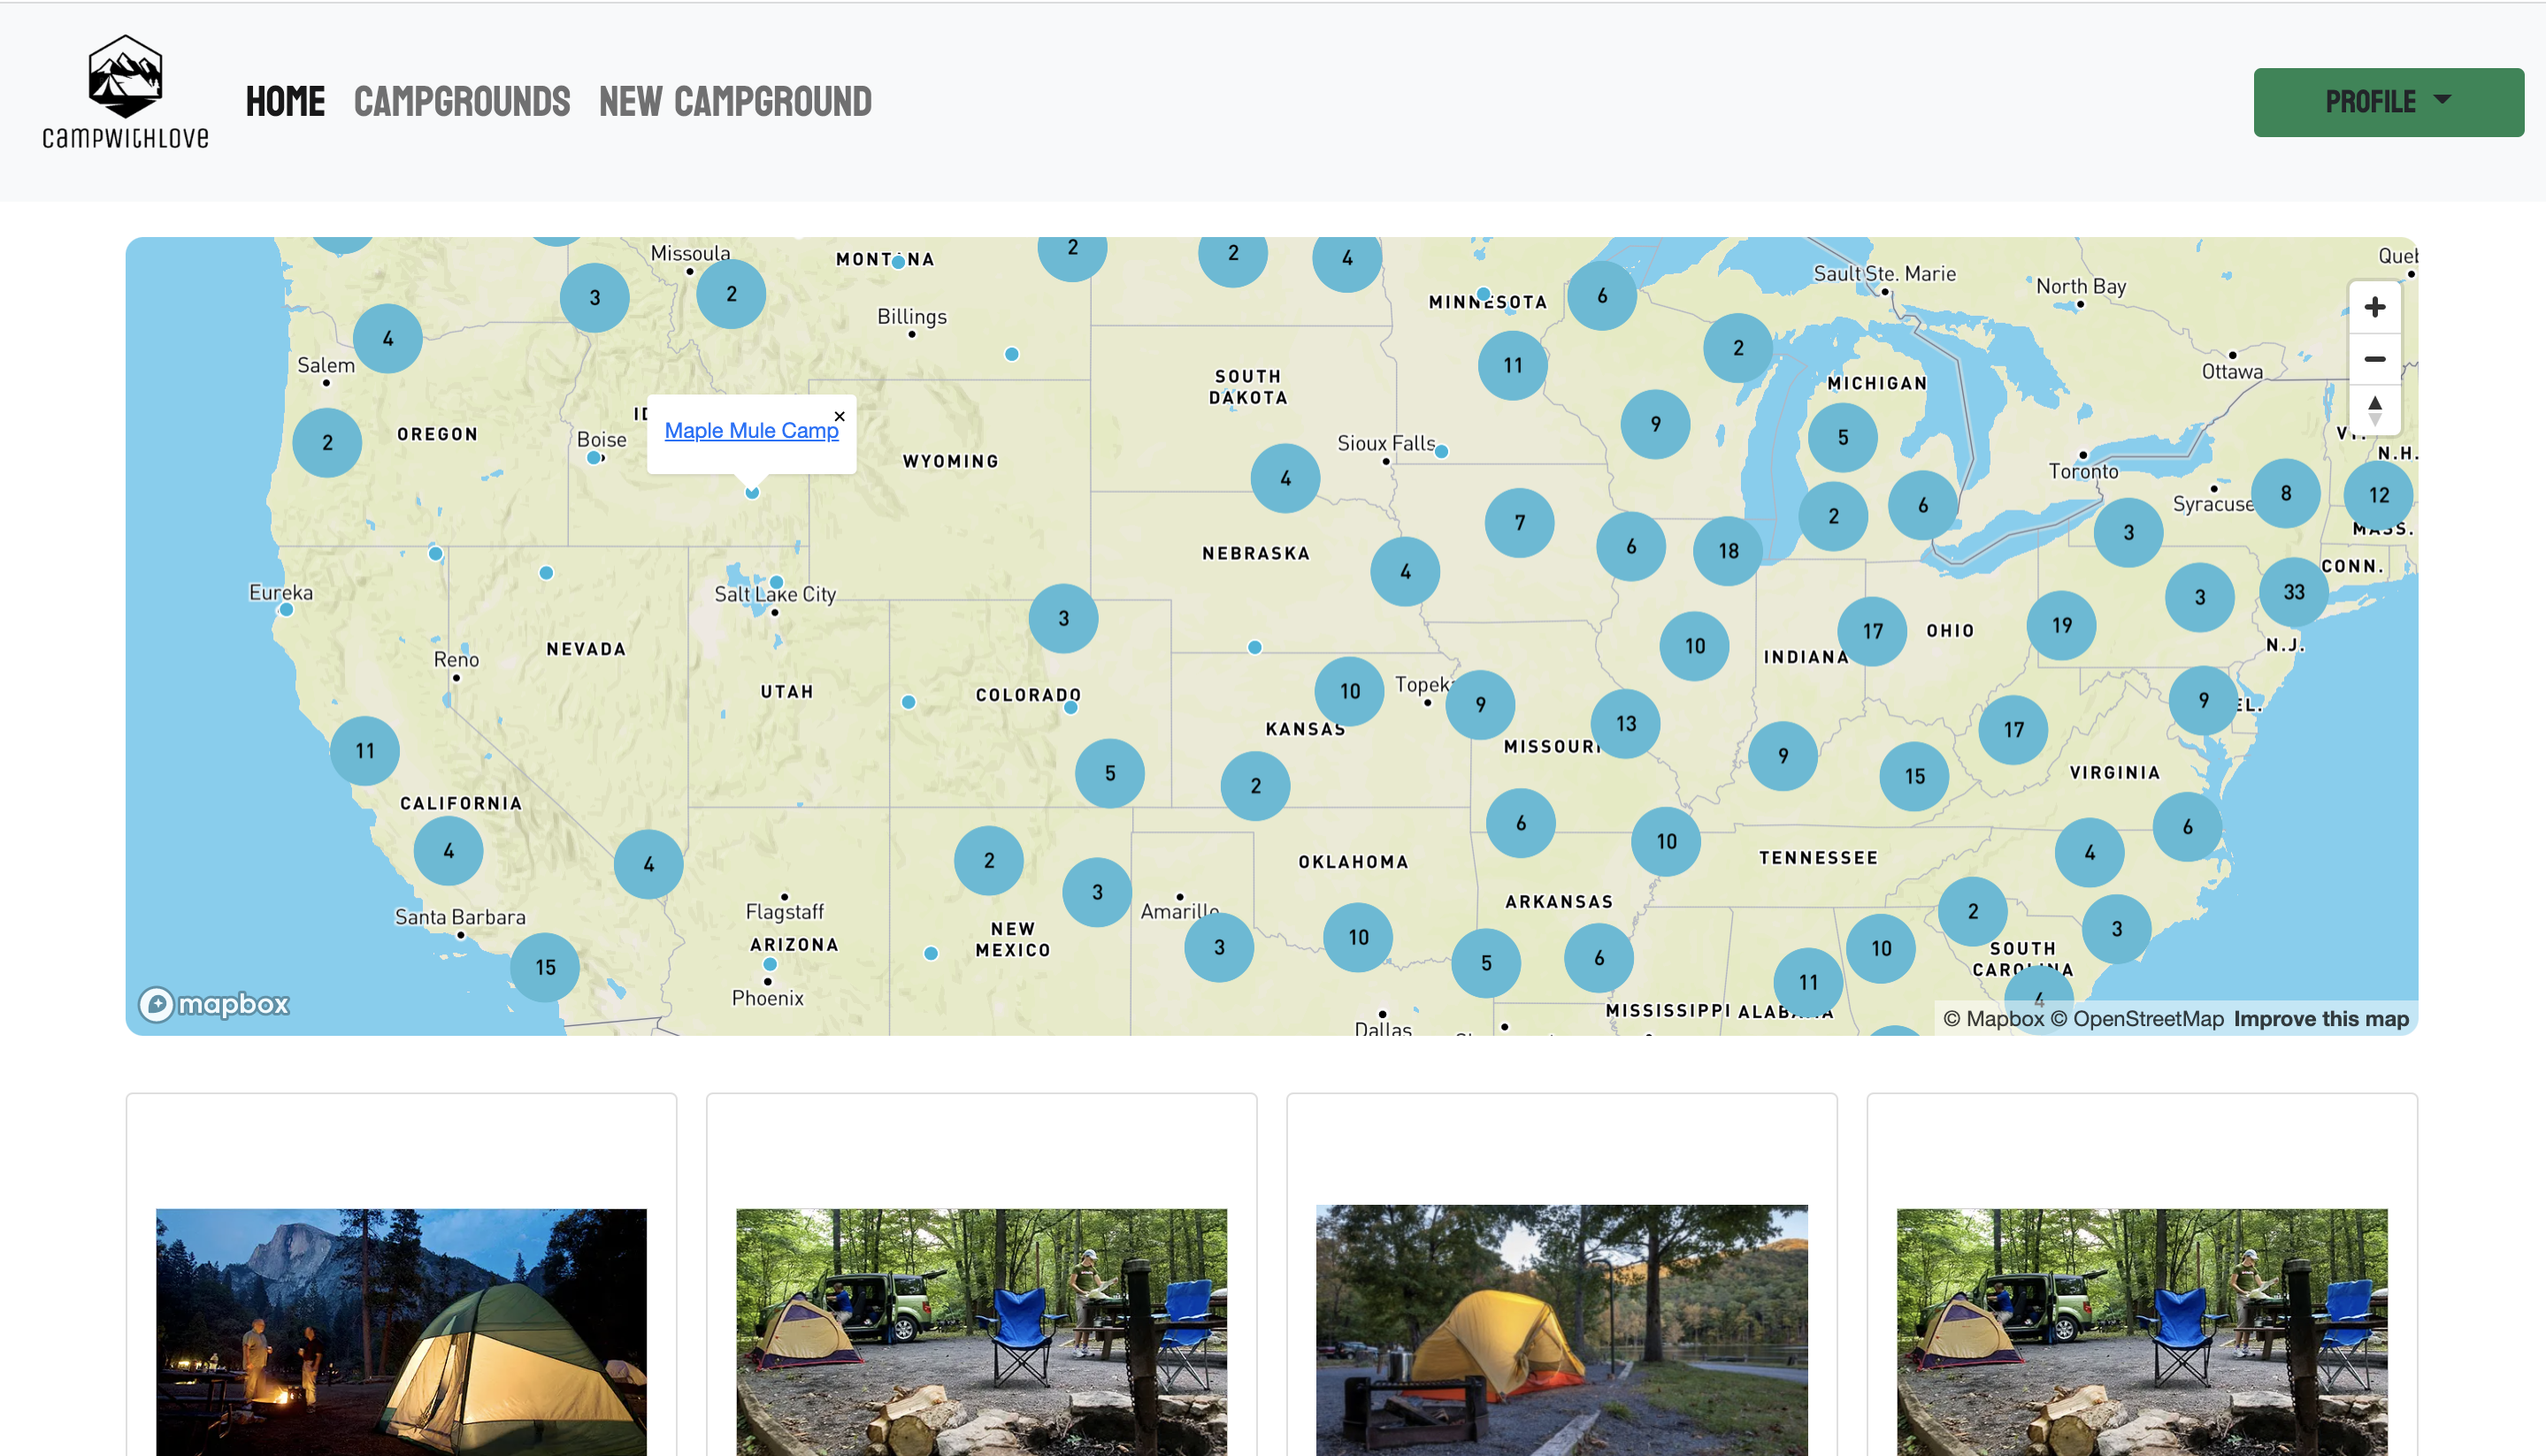 campwithlove
HOME CAMPGROUNDS NEW CAMPGROUND
PROFILE
Missoula
MONTANA
2
2
4
Sault Ste. Marie
North Bay
3
2
Billings
MINNESOTA
6
4
Salem
11
2
Ottawa
SOUTH
DAKOTA
MICHIGAN
Maple Mule Camp
×
2
OREGON
Boise
WYOMING
Sioux Falls
9
5
Toronto
N.H.
4
7
2
6
Syracuse
8
12
MASS.
NEBRASKA
6
18
3
CONN.
4
Eureka
Salt Lake City
3
3
33
NEVADA
Reno
10
INDIANA
17
OHIO
19
N.J.
UTAH
COLORADO
10
KANSAS
9
MISSOURI
13
17
9
11
5
2
9
15
VIRGINIA
CALIFORNIA
4
4
2
3
OKLAHOMA
6
10
TENNESSEE
4
6
Santa Barbara
Flagstaff
ARIZONA
Phoenix
NEW
MEXICO
Amarillo
3
10
ARKANSAS
5
6
11
10
2
SOUTH
CAROLINA
3
4
15
MISSISSIPPI
ALABAMA
Dallas
mapbox
© Mapbox © OpenStreetMap Improve this map